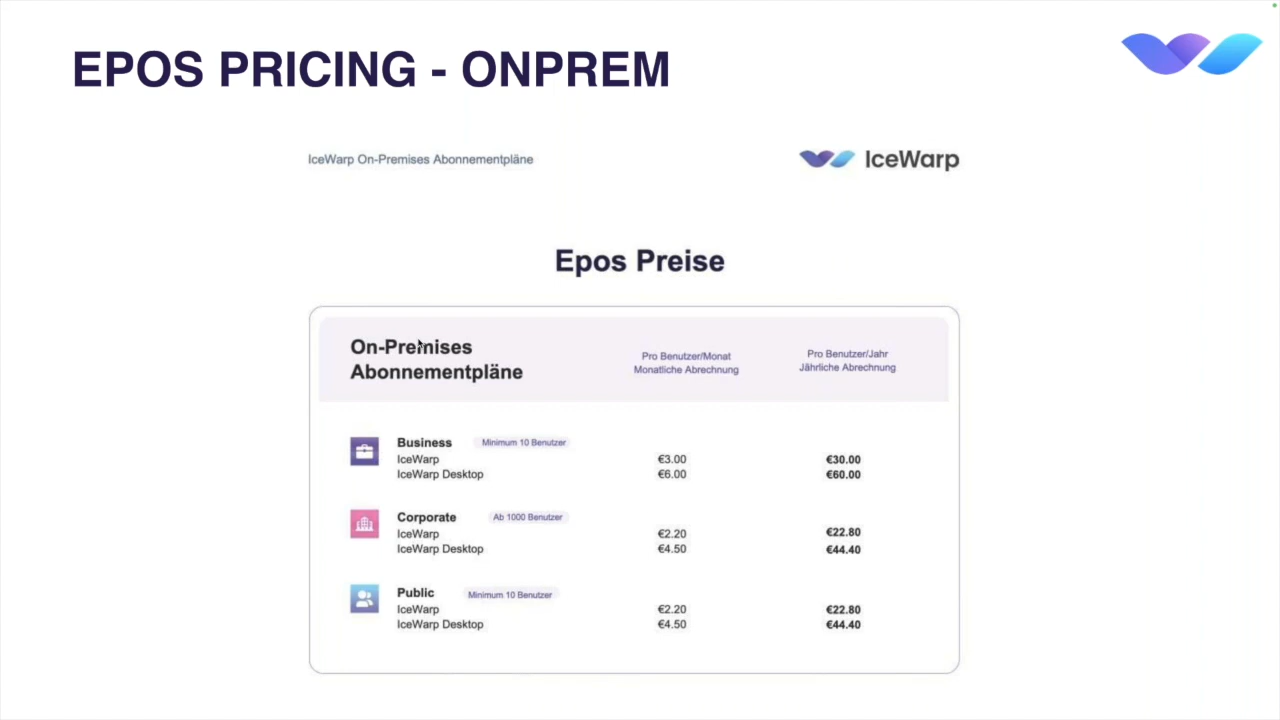 EPOS PRICING - ONPREM
IceWarp On-Premises Abonnementpläne
IceWarp
Epos Preise
On-Premises
Abonnementpläne
Pro Benutzer/Monat
Monatliche Abrechnung
Pro Benutzer/Jahr
Jährliche Abrechnung
Business Minimum 10 Benutzer
IceWarp €3.00 €30.00
IceWarp Desktop €6.00 €60.00
Corporate Ab 1000 Benutzer
IceWarp €2.20 €22.80
IceWarp Desktop €4.50 €44.40
Public Minimum 10 Benutzer
IceWarp €2.20 €22.80
IceWarp Desktop €4.50 €44.40